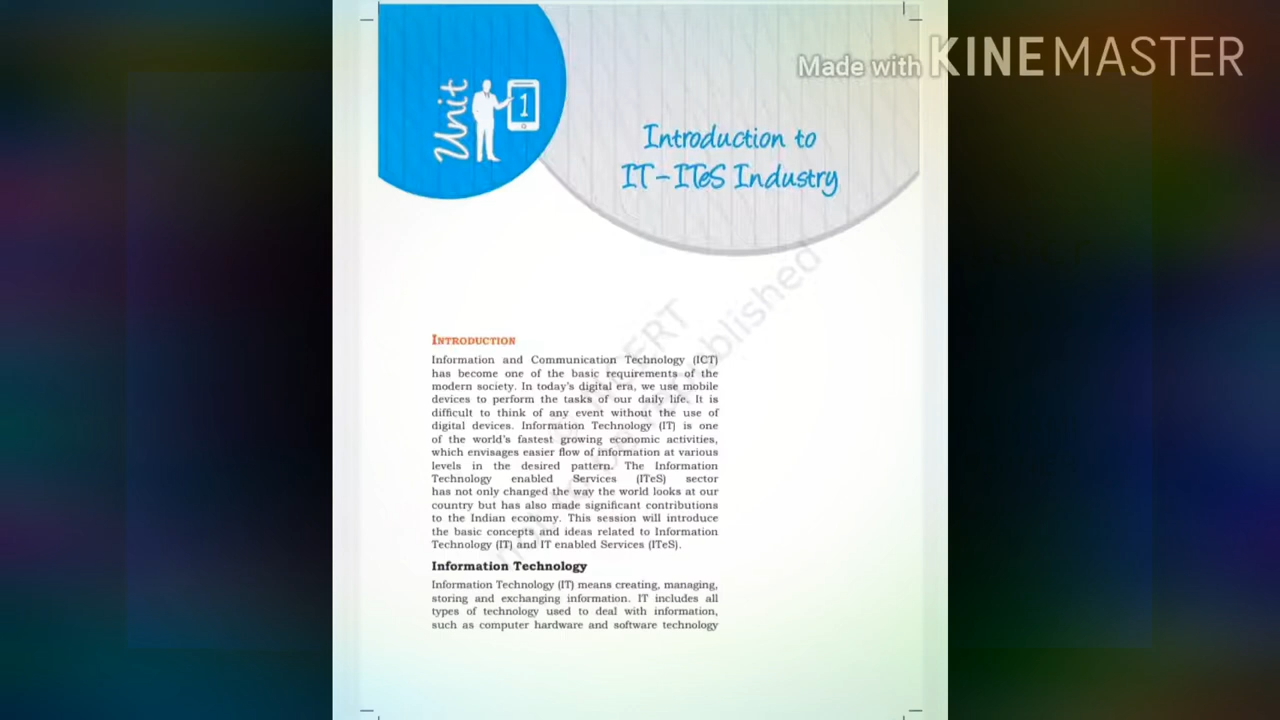 Made with KINEMASTER
Unit
1
Introduction to
IT–ITeS Industry
INTRODUCTION
Information and Communication Technology (ICT)
has become one of the basic requirements of the
modern society. In today's digital era, we use mobile
devices to perform the tasks of our daily life. It is
difficult to think of any event without the use of
digital devices. Information Technology (IT) is one
of the world's fastest growing economic activities,
which envisages easier flow of information at various
levels in the desired pattern. The Information
Technology enabled Services (ITeS) sector
has not only changed the way the world looks at our
country but has also made significant contributions
to the Indian economy. This session will introduce
the basic concepts and ideas related to Information
Technology (IT) and IT enabled Services (ITeS).
Information Technology
Information Technology (IT) means creating, managing,
storing and exchanging information. IT includes all
types of technology used to deal with information,
such as computer hardware and software technology